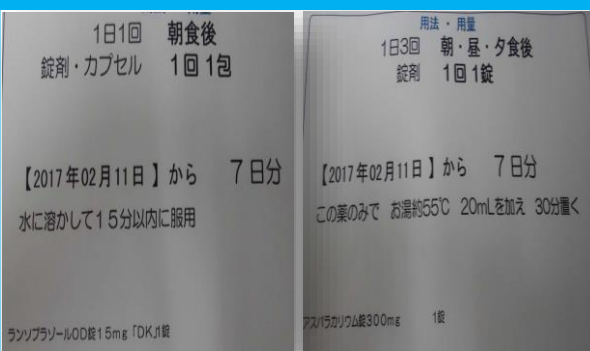 1日1回 朝食後
錠剤・カプセル 1回1包
【2017年02月11日】から 7日分
水に溶かして15分以内に服用
ランソプラゾールOD錠15mg「DK」1錠
用法・用量
1日3回 朝・昼・夕食後
錠剤 1回1錠
【2017年02月11日】から 7日分
この薬のみで お湯約55℃ 20mLを加え 30分置く
アスパラカリウム錠300mg 1錠